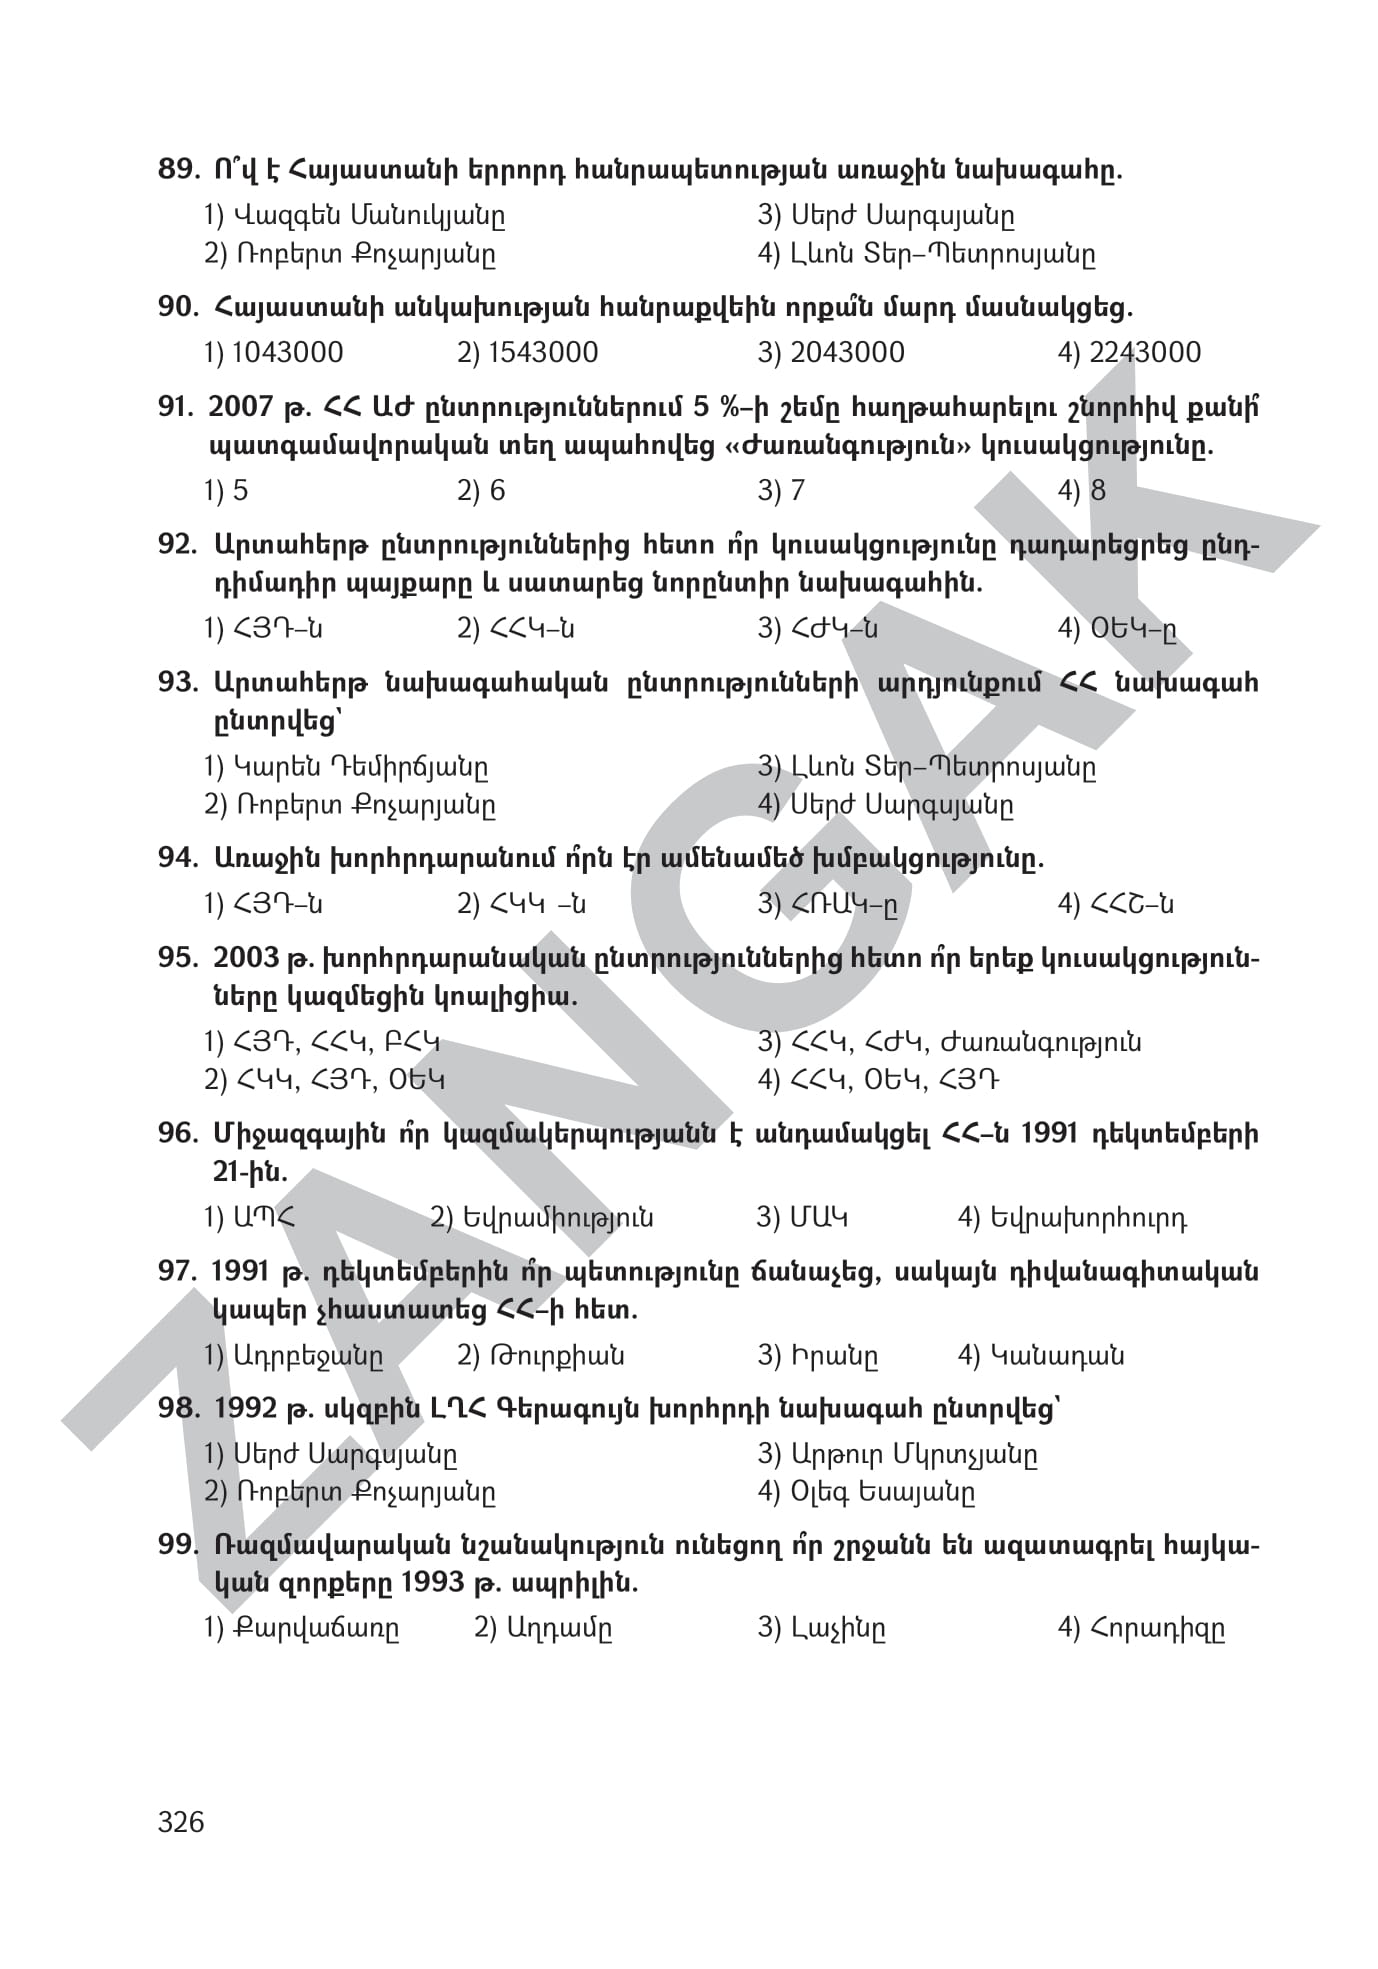 89. Ո՞վ է Հայաստանի երրորդ հանրապետության առաջին նախագահը.
1) Վազգեն Մանուկյանը 3) Սերժ Սարգսյանը
2) Ռոբերտ Քոչարյանը 4) Լևոն Տեր–Պետրոսյանը
90. Հայաստանի անկախության հանրաքվեին որքա՞ն մարդ մասնակցեց.
1) 1043000 2) 1543000 3) 2043000 4) 2243000
91. 2007 թ. ՀՀ ԱԺ ընտրություններում 5 %–ի շեմը հաղթահարելու շնորհիվ քանի՞
պատգամավորական տեղ ապահովեց «Ժառանգություն» կուսակցությունը.
1) 5 2) 6 3) 7 4) 8
92. Արտահերթ ընտրություններից հետո ո՞ր կուսակցությունը դադարեցրեց ընդ-
դիմադիր պայքարը և սատարեց նորընտիր նախագահին.
1) ՀՅԴ–ն 2) ՀՀԿ–ն 3) ՀԺԿ–ն 4) ՕԵԿ–ը
93. Արտահերթ նախագահական ընտրությունների արդյունքում ՀՀ նախագահ
ընտրվեց՝
1) Կարեն Դեմիրճյանը 3) Լևոն Տեր–Պետրոսյանը
2) Ռոբերտ Քոչարյանը 4) Սերժ Սարգսյանը
94. Առաջին խորհրդարանում ո՞րն էր ամենամեծ խմբակցությունը.
1) ՀՅԴ–ն 2) ՀԿԿ –ն 3) ՀՌԱԿ–ը 4) ՀՀՇ–ն
95. 2003 թ. խորհրդարանական ընտրություններից հետո ո՞ր երեք կուսակցություն-
ները կազմեցին կոալիցիա.
1) ՀՅԴ, ՀՀԿ, ԲՀԿ 3) ՀՀԿ, ՀԺԿ, Ժառանգություն
2) ՀԿԿ, ՀՅԴ, ՕԵԿ 4) ՀՀԿ, ՕԵԿ, ՀՅԴ
96. Միջազգային ո՞ր կազմակերպությանն է անդամակցել ՀՀ–ն 1991 դեկտեմբերի
21-ին.
1) ԱՊՀ 2) Եվրամիություն 3) ՄԱԿ 4) Եվրախորհուրդ
97. 1991 թ. դեկտեմբերին ո՞ր պետությունը ճանաչեց, սակայն դիվանագիտական
կապեր չհաստատեց ՀՀ–ի հետ.
1) Ադրբեջանը 2) Թուրքիան 3) Իրանը 4) Կանադան
98. 1992 թ. սկզբին ԼՂՀ Գերագույն խորհրդի նախագահ ընտրվեց՝
1) Սերժ Սարգսյանը 3) Արթուր Մկրտչյանը
2) Ռոբերտ Քոչարյանը 4) Օլեգ Եսայանը
99. Ռազմավարական նշանակություն ունեցող ո՞ր շրջանն են ազատագրել հայկա-
կան զորքերը 1993 թ. ապրիլին.
1) Քարվաճառը 2) Աղդամը 3) Լաչինը 4) Հորադիզը
326
ZANGAK